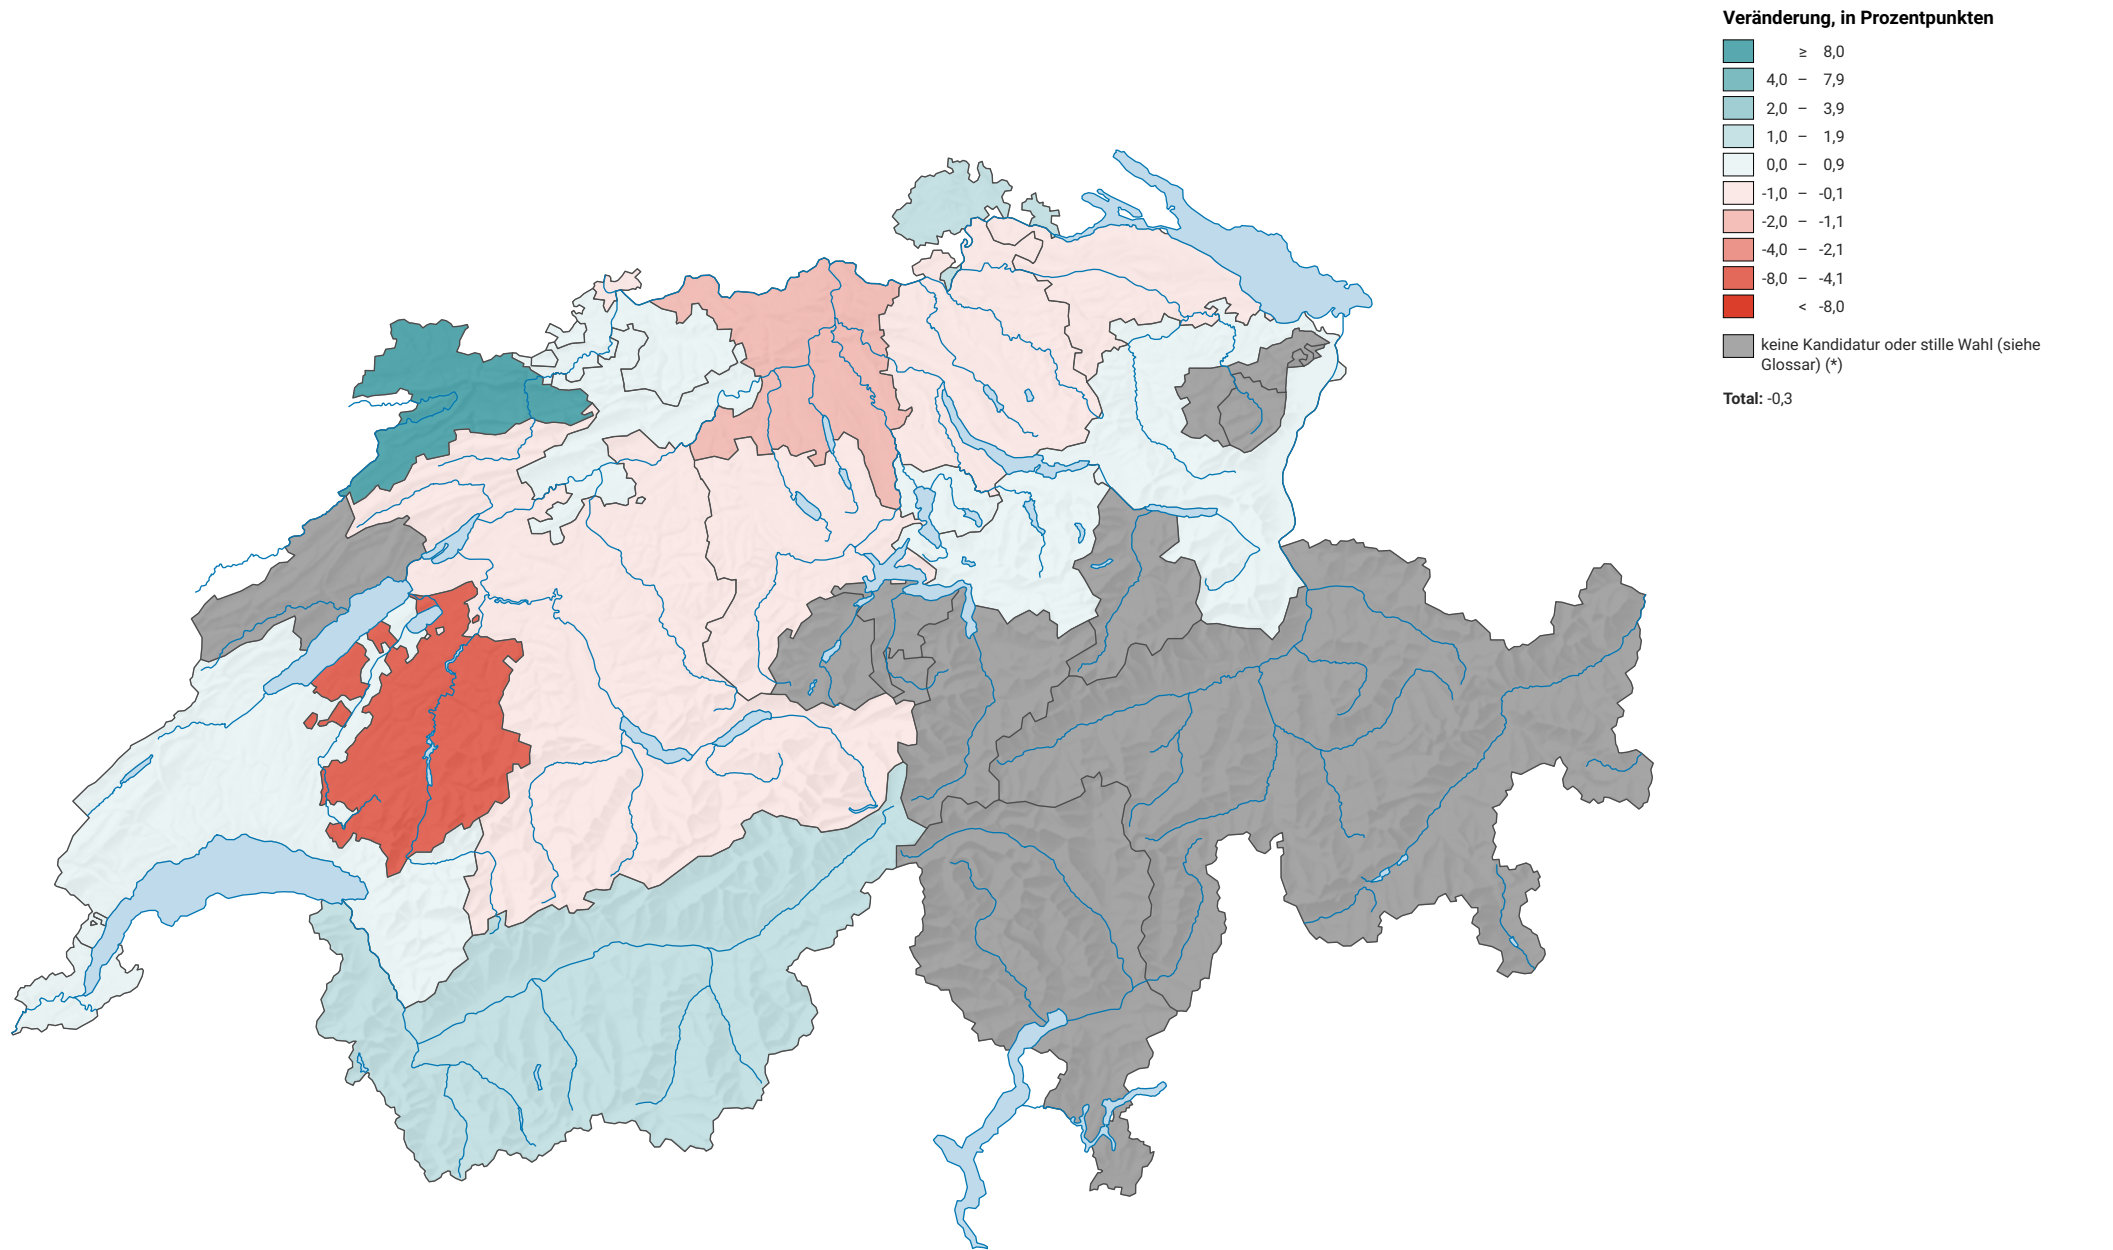 Veränderung, in Prozentpunkten
≥ 8,0
4,0 – 7,9
2,0 – 3,9
1,0 – 1,9
0,0 – 0,9
-1,0 – -0,1
-2,0 – -1,1
-4,0 – -2,1
-8,0 – -4,1
< -8,0
keine Kandidatur oder stille Wahl (siehe
Glossar) (*)
Total: -0,3